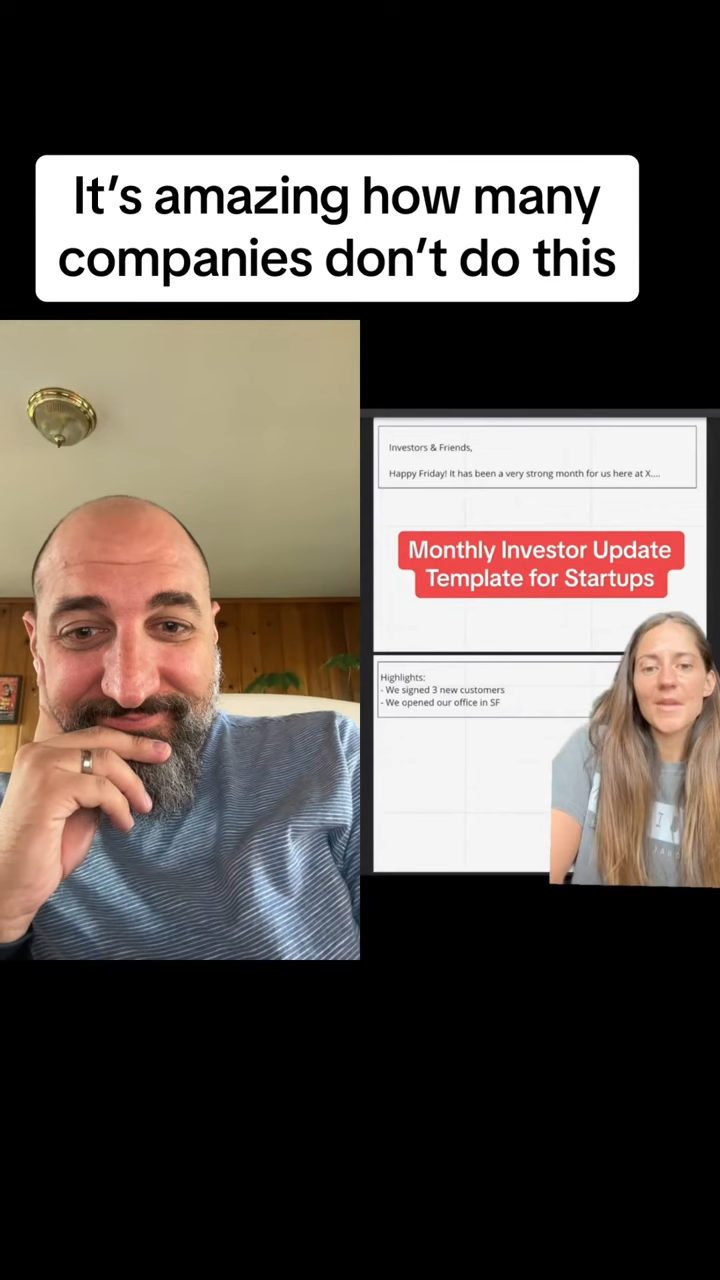 It’s amazing how many
companies don’t do this
Investors & Friends,
Happy Friday! It has been a very strong month for us here at X....
Monthly Investor Update
Template for Startups
Highlights:
- We signed 3 new customers
- We opened our office in SF